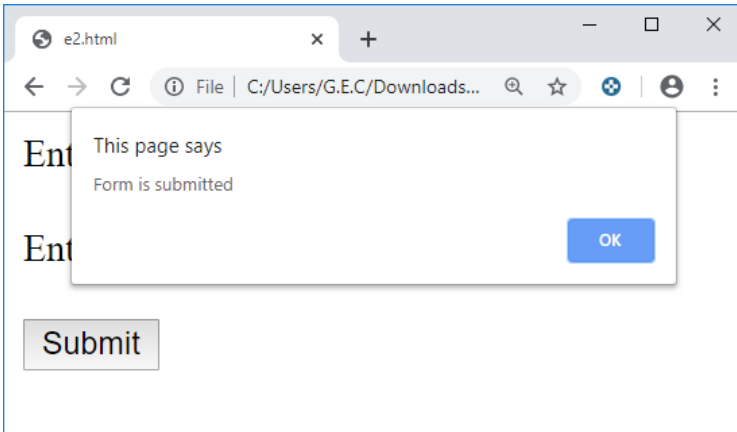 e2.html
File | C:/Users/G.E.C/Downloads...
Ent
This page says
Form is submitted
OK
Ent
Submit